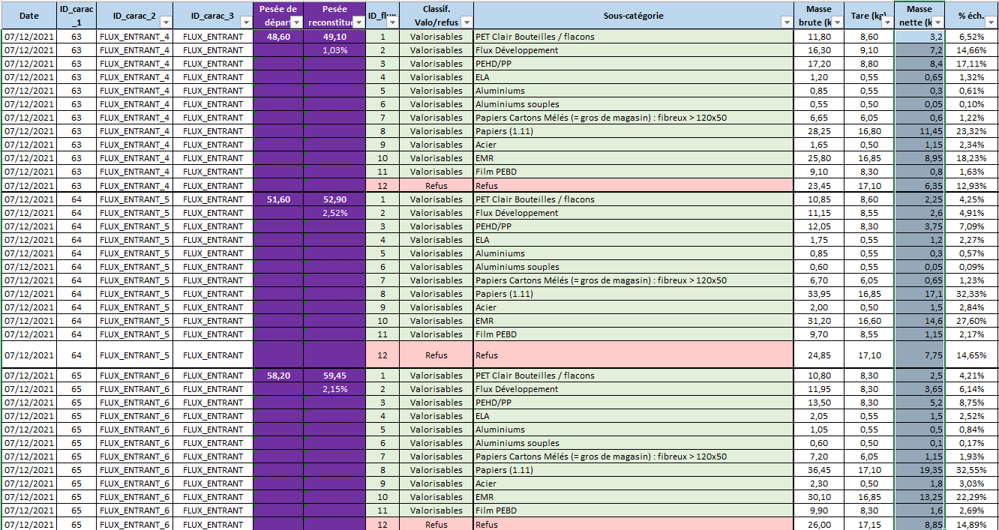 Date ID_carac_1 ID_carac_2 ID_carac_3 Pesée de départ Pesée reconstitue ID_flux Classif. Valo/refus Sous-catégorie Masse brute (k Tare (kg) Masse nette (k % éch.
07/12/2021 63 FLUX_ENTRANT_4 FLUX_ENTRANT 48,60 49,10 1 Valorisables PET Clair Bouteilles / flacons 11,80 8,60 3,2 6,52%
07/12/2021 63 FLUX_ENTRANT_4 FLUX_ENTRANT 1,03% 2 Valorisables Flux Développement 16,30 9,10 7,2 14,66%
07/12/2021 63 FLUX_ENTRANT_4 FLUX_ENTRANT 3 Valorisables PEHD/PP 17,20 8,80 8,4 17,11%
07/12/2021 63 FLUX_ENTRANT_4 FLUX_ENTRANT 4 Valorisables ELA 1,20 0,55 0,65 1,32%
07/12/2021 63 FLUX_ENTRANT_4 FLUX_ENTRANT 5 Valorisables Aluminiums 0,85 0,55 0,3 0,61%
07/12/2021 63 FLUX_ENTRANT_4 FLUX_ENTRANT 6 Valorisables Aluminiums souples 0,55 0,50 0,05 0,10%
07/12/2021 63 FLUX_ENTRANT_4 FLUX_ENTRANT 7 Valorisables Papiers Cartons Mélés (= gros de magasin) : fibreux > 120x50 6,65 6,05 0,6 1,22%
07/12/2021 63 FLUX_ENTRANT_4 FLUX_ENTRANT 8 Valorisables Papiers (1.11) 28,25 16,80 11,45 23,32%
07/12/2021 63 FLUX_ENTRANT_4 FLUX_ENTRANT 9 Valorisables Acier 1,65 0,50 1,15 2,34%
07/12/2021 63 FLUX_ENTRANT_4 FLUX_ENTRANT 10 Valorisables EMR 25,80 16,85 8,95 18,23%
07/12/2021 63 FLUX_ENTRANT_4 FLUX_ENTRANT 11 Valorisables Film PEBD 9,10 8,30 0,8 1,63%
07/12/2021 63 FLUX_ENTRANT_4 FLUX_ENTRANT 12 Refus Refus 23,45 17,10 6,35 12,93%
07/12/2021 64 FLUX_ENTRANT_5 FLUX_ENTRANT 51,60 52,90 1 Valorisables PET Clair Bouteilles / flacons 10,85 8,60 2,25 4,25%
07/12/2021 64 FLUX_ENTRANT_5 FLUX_ENTRANT 2,52% 2 Valorisables Flux Développement 11,15 8,55 2,6 4,91%
07/12/2021 64 FLUX_ENTRANT_5 FLUX_ENTRANT 3 Valorisables PEHD/PP 12,05 8,30 3,75 7,09%
07/12/2021 64 FLUX_ENTRANT_5 FLUX_ENTRANT 4 Valorisables ELA 1,75 0,55 1,2 2,27%
07/12/2021 64 FLUX_ENTRANT_5 FLUX_ENTRANT 5 Valorisables Aluminiums 0,85 0,55 0,3 0,57%
07/12/2021 64 FLUX_ENTRANT_5 FLUX_ENTRANT 6 Valorisables Aluminiums souples 0,60 0,55 0,05 0,09%
07/12/2021 64 FLUX_ENTRANT_5 FLUX_ENTRANT 7 Valorisables Papiers Cartons Mélés (= gros de magasin) : fibreux > 120x50 6,70 6,05 0,65 1,23%
07/12/2021 64 FLUX_ENTRANT_5 FLUX_ENTRANT 8 Valorisables Papiers (1.11) 33,95 16,85 17,1 32,33%
07/12/2021 64 FLUX_ENTRANT_5 FLUX_ENTRANT 9 Valorisables Acier 2,00 0,50 1,5 2,84%
07/12/2021 64 FLUX_ENTRANT_5 FLUX_ENTRANT 10 Valorisables EMR 31,20 16,60 14,6 27,60%
07/12/2021 64 FLUX_ENTRANT_5 FLUX_ENTRANT 11 Valorisables Film PEBD 9,70 8,55 1,15 2,17%
07/12/2021 64 FLUX_ENTRANT_5 FLUX_ENTRANT 12 Refus Refus 24,85 17,10 7,75 14,65%
07/12/2021 65 FLUX_ENTRANT_6 FLUX_ENTRANT 58,20 59,45 1 Valorisables PET Clair Bouteilles / flacons 10,80 8,30 2,5 4,21%
07/12/2021 65 FLUX_ENTRANT_6 FLUX_ENTRANT 2,15% 2 Valorisables Flux Développement 11,95 8,30 3,65 6,14%
07/12/2021 65 FLUX_ENTRANT_6 FLUX_ENTRANT 3 Valorisables PEHD/PP 13,50 8,30 5,2 8,75%
07/12/2021 65 FLUX_ENTRANT_6 FLUX_ENTRANT 4 Valorisables ELA 2,05 0,55 1,5 2,52%
07/12/2021 65 FLUX_ENTRANT_6 FLUX_ENTRANT 5 Valorisables Aluminiums 1,05 0,55 0,5 0,84%
07/12/2021 65 FLUX_ENTRANT_6 FLUX_ENTRANT 6 Valorisables Aluminiums souples 0,60 0,50 0,1 0,17%
07/12/2021 65 FLUX_ENTRANT_6 FLUX_ENTRANT 7 Valorisables Papiers Cartons Mélés (= gros de magasin) : fibreux > 120x50 7,20 6,05 1,15 1,93%
07/12/2021 65 FLUX_ENTRANT_6 FLUX_ENTRANT 8 Valorisables Papiers (1.11) 36,45 17,10 19,35 32,55%
07/12/2021 65 FLUX_ENTRANT_6 FLUX_ENTRANT 9 Valorisables Acier 2,30 0,50 1,8 3,03%
07/12/2021 65 FLUX_ENTRANT_6 FLUX_ENTRANT 10 Valorisables EMR 30,10 16,85 13,25 22,29%
07/12/2021 65 FLUX_ENTRANT_6 FLUX_ENTRANT 11 Valorisables Film PEBD 9,90 8,30 1,6 2,69%
07/12/2021 65 FLUX_ENTRANT_6 FLUX_ENTRANT 12 Refus Refus 26,00 17,15 8,85 14,89%